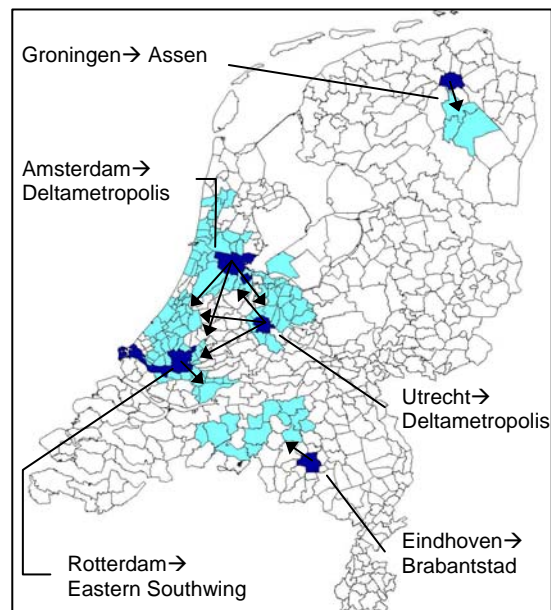 Groningen→ Assen
Amsterdam→
Deltametropolis
Utrecht→
Deltametropolis
Eindhoven→
Brabantstad
Rotterdam→
Eastern Southwing